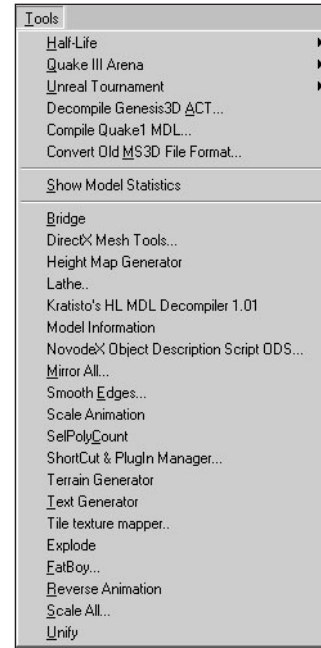 Tools
Half-Life
Quake III Arena
Unreal Tournament
Decompile Genesis3D ACT...
Compile Quake1 MDL...
Convert Old MS3D File Format...
Show Model Statistics
Bridge
DirectX Mesh Tools...
Height Map Generator
Lathe..
Kratisto's HL MDL Decompiler 1.01
Model Information
NovodeX Object Description Script ODS...
Mirror All...
Smooth Edges...
Scale Animation
SelPolyCount
ShortCut & PlugIn Manager...
Terrain Generator
Text Generator
Tile texture mapper..
Explode
FatBoy...
Reverse Animation
Scale All...
Unify